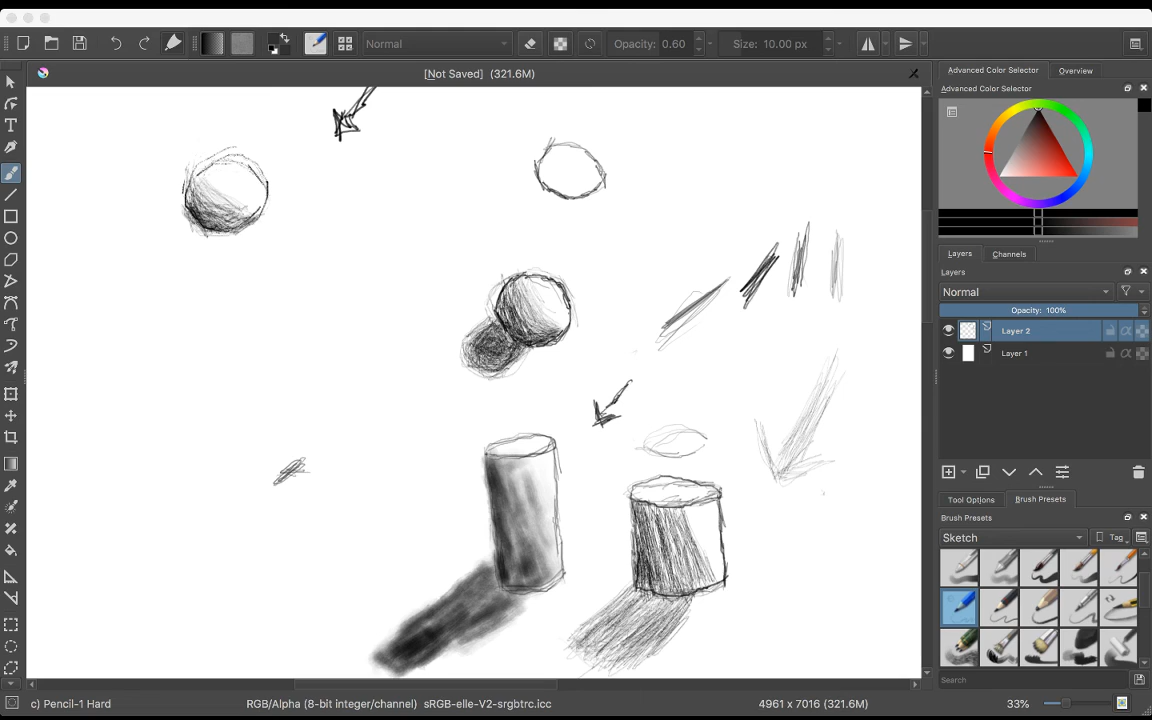 Normal
Opacity: 0.60
Size: 10.00 px
[Not Saved] (321.6M)
Advanced Color Selector
Overview
Advanced Color Selector
Layers
Channels
Layers
Normal
Opacity: 100%
Layer 2
Layer 1
Tool Options
Brush Presets
Brush Presets
Sketch
Tag
Search
c) Pencil-1 Hard
RGB/Alpha (8-bit integer/channel) sRGB-elle-V2-srgbtrc.icc
4961 x 7016 (321.6M)
33%